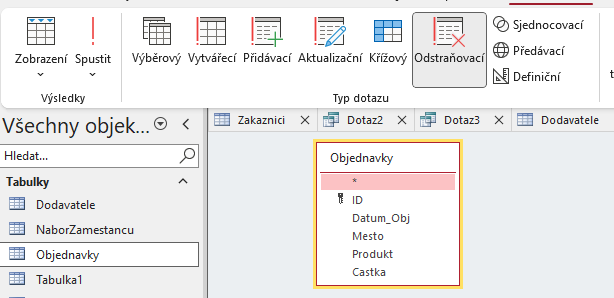 Zobrazení
Spustit
Výsledky
Výběrový
Vytvářecí
Přidávací
Aktualizační
Křížový
Odstraňovací
Sjednocovací
Předávací
Definiční
Typ dotazu
Všechny objek...
Hledat...
Tabulky
Dodavatele
NaborZamestancu
Objednavky
Tabulka1
Zakaznici
Dotaz2
Dotaz3
Dodavatele
Objednavky
*
ID
Datum_Obj
Mesto
Produkt
Castka